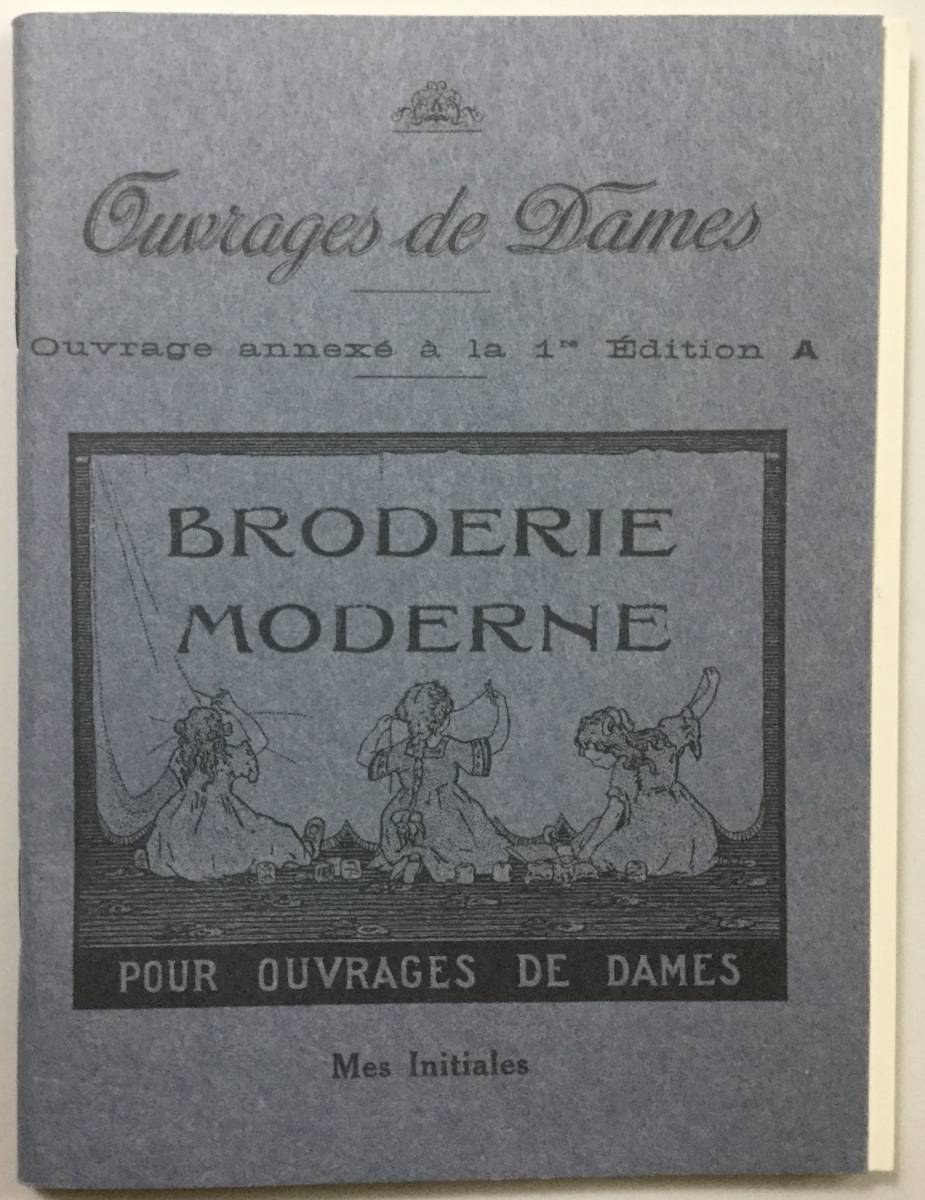 Ouvrages de Dames
Ouvrage annexé à la 1re Édition A
BRODERIE
MODERNE
POUR OUVRAGES DE DAMES
Mes Initiales